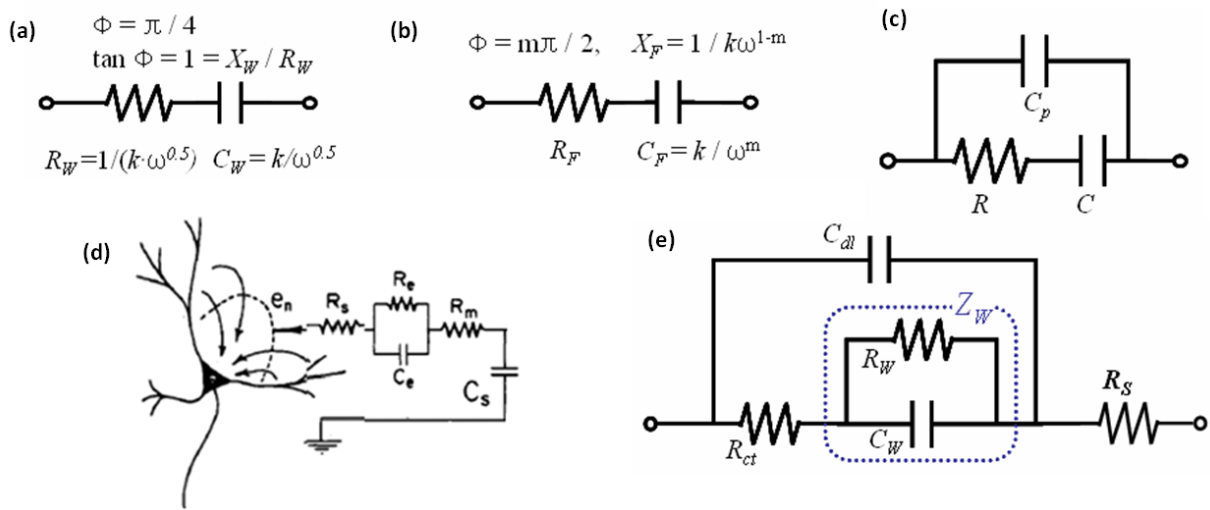 (a)
Φ = π / 4
tan Φ = 1 = X_W / R_W
R_W=1/(k·ω^0.5) C_W = k/ω^0.5
(b)
Φ = mπ / 2, X_F = 1 / kω^1-m
R_F C_F = k / ω^m
(c)
C_p
R C
(d)
e_n
R_s
R_e
C_e
R_m
C_s
(e)
C_dl
Z_W
R_W
C_W
R_ct
R_S